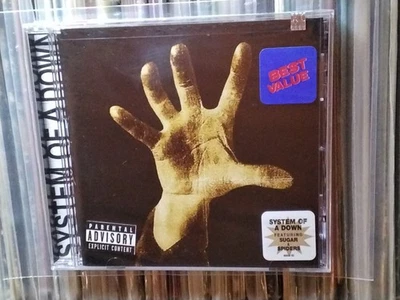 SYSTEM OF A DOWN
BEST
VALUE
PARENTAL
ADVISORY
EXPLICIT CONTENT
SYSTEM OF
A DOWN
FEATURING
SUGAR
SPIDERS